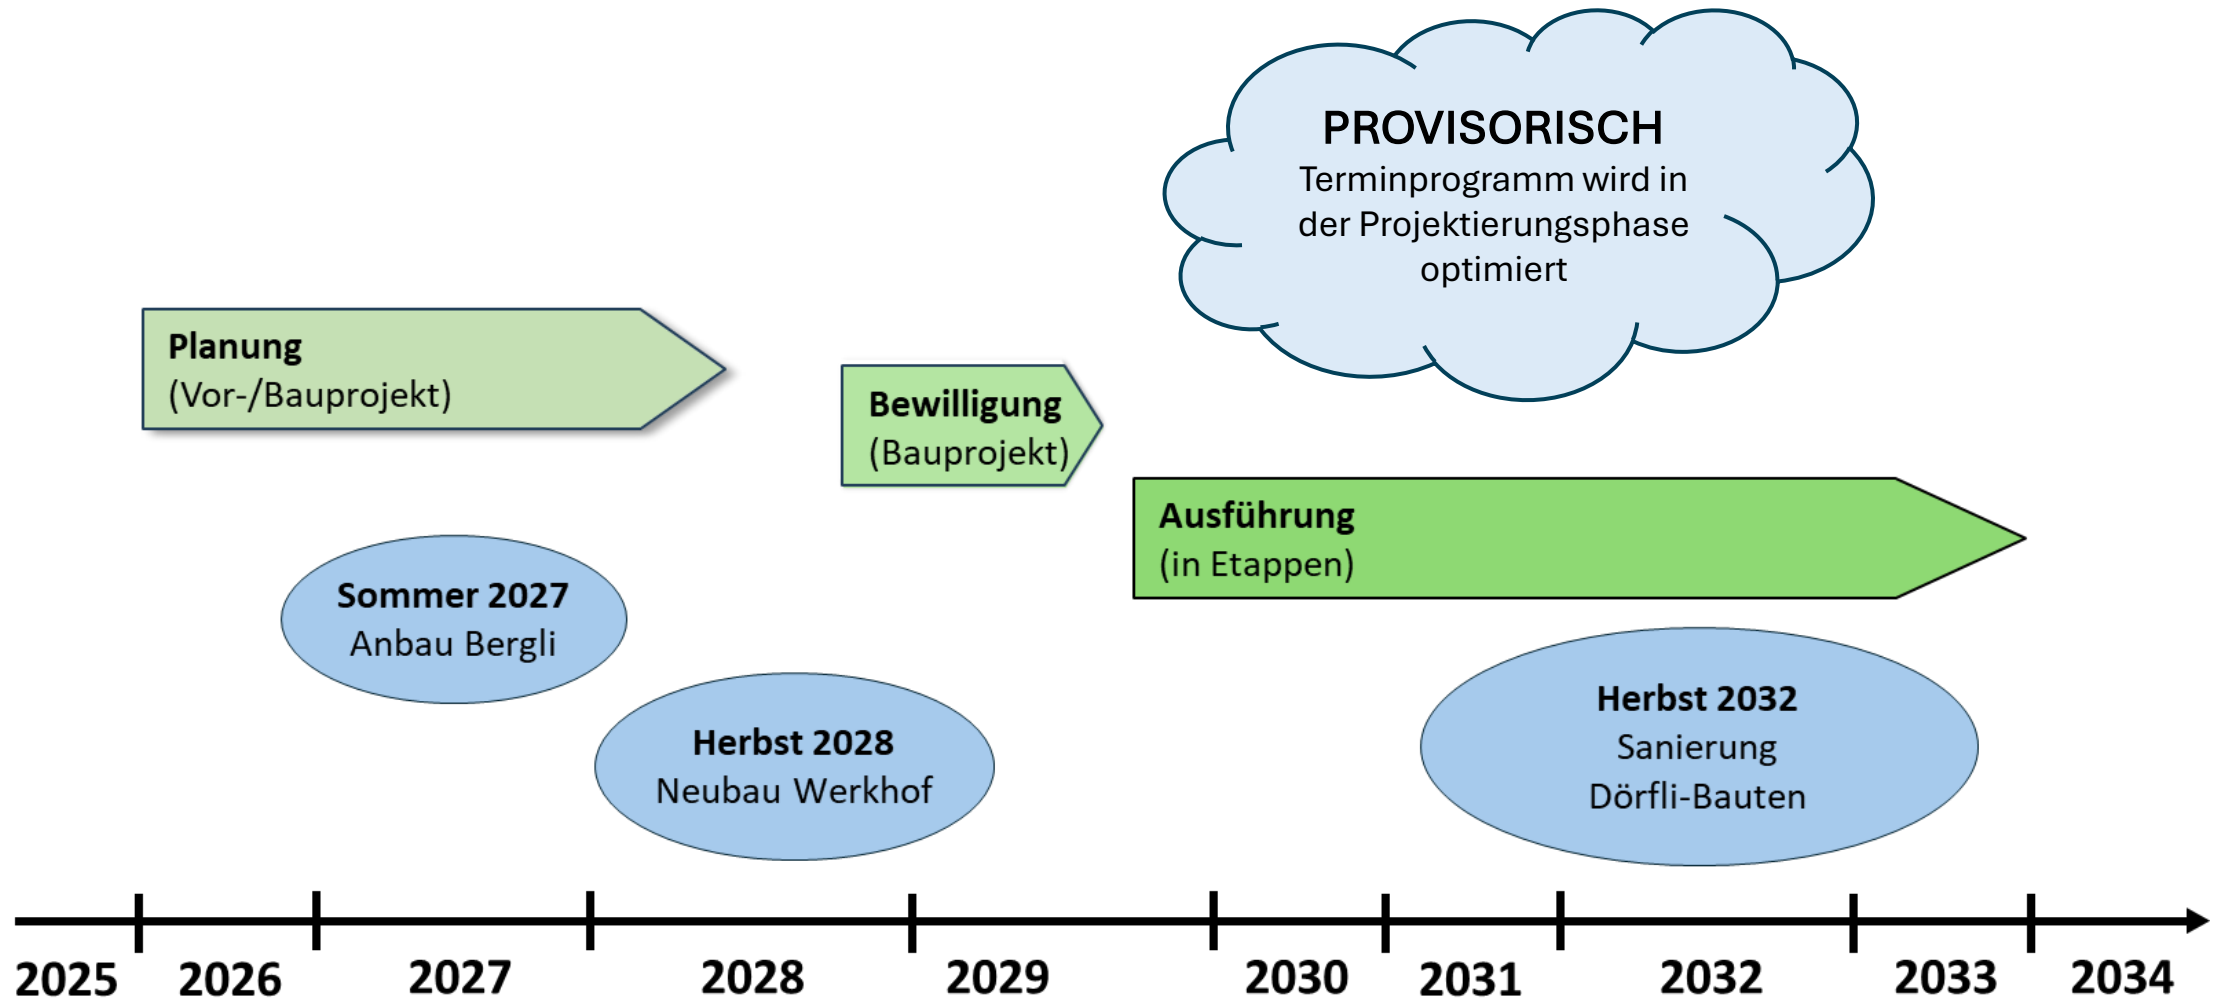 PROVISORISCH
Terminprogramm wird in
der Projektierungsphase
optimiert
Planung
(Vor-/Bauprojekt)
Bewilligung
(Bauprojekt)
Ausführung
(in Etappen)
Sommer 2027
Anbau Bergli
Herbst 2028
Neubau Werkhof
Herbst 2032
Sanierung
Dörfli-Bauten
2025 2026 2027 2028 2029 2030 2031 2032 2033 2034